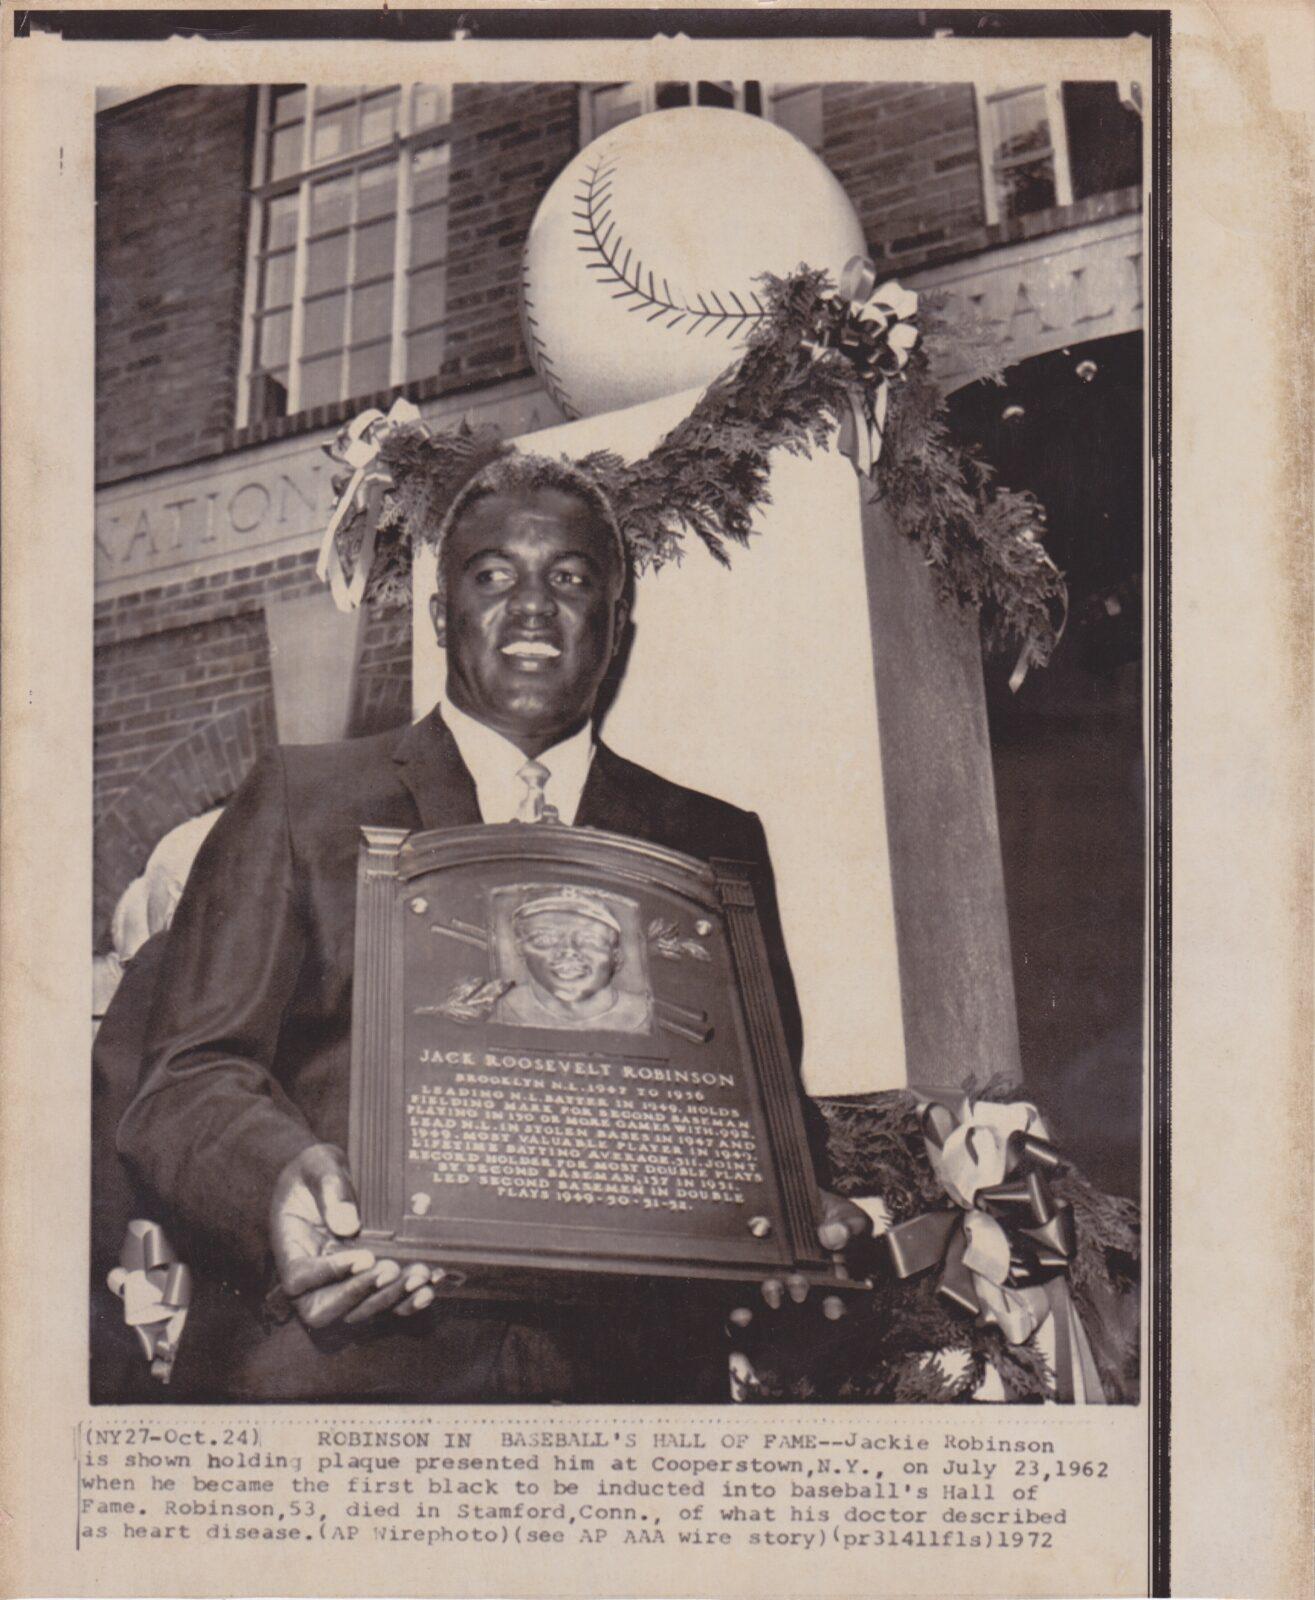 NATION
HALL
B
JACK ROOSEVELT ROBINSON
BROOKLYN N.L. 1947 TO 1956
LEADING N.L. BATTER IN 1949. HOLDS
FIELDING MARK FOR SECOND BASEMAN
PLAYING IN 150 OR MORE GAMES WITH .992.
LEAD N.L. IN STOLEN BASES IN 1947 AND
1949. MOST VALUABLE PLAYER IN 1949.
LIFETIME BATTING AVERAGE .311. JOINT
RECORD HOLDER FOR MOST DOUBLE PLAYS
BY SECOND BASEMAN, 137 IN 1951.
LED SECOND BASEMEN IN DOUBLE
PLAYS 1949-50-51-52.
(NY27-Oct.24) ROBINSON IN BASEBALL'S HALL OF FAME--Jackie Robinson
is shown holding plaque presented him at Cooperstown,N.Y., on July 23,1962
when he became the first black to be inducted into baseball's Hall of
Fame. Robinson,53, died in Stamford,Conn., of what his doctor described
as heart disease.(AP Wirephoto)(see AP AAA wire story)(pr31411fls)1972